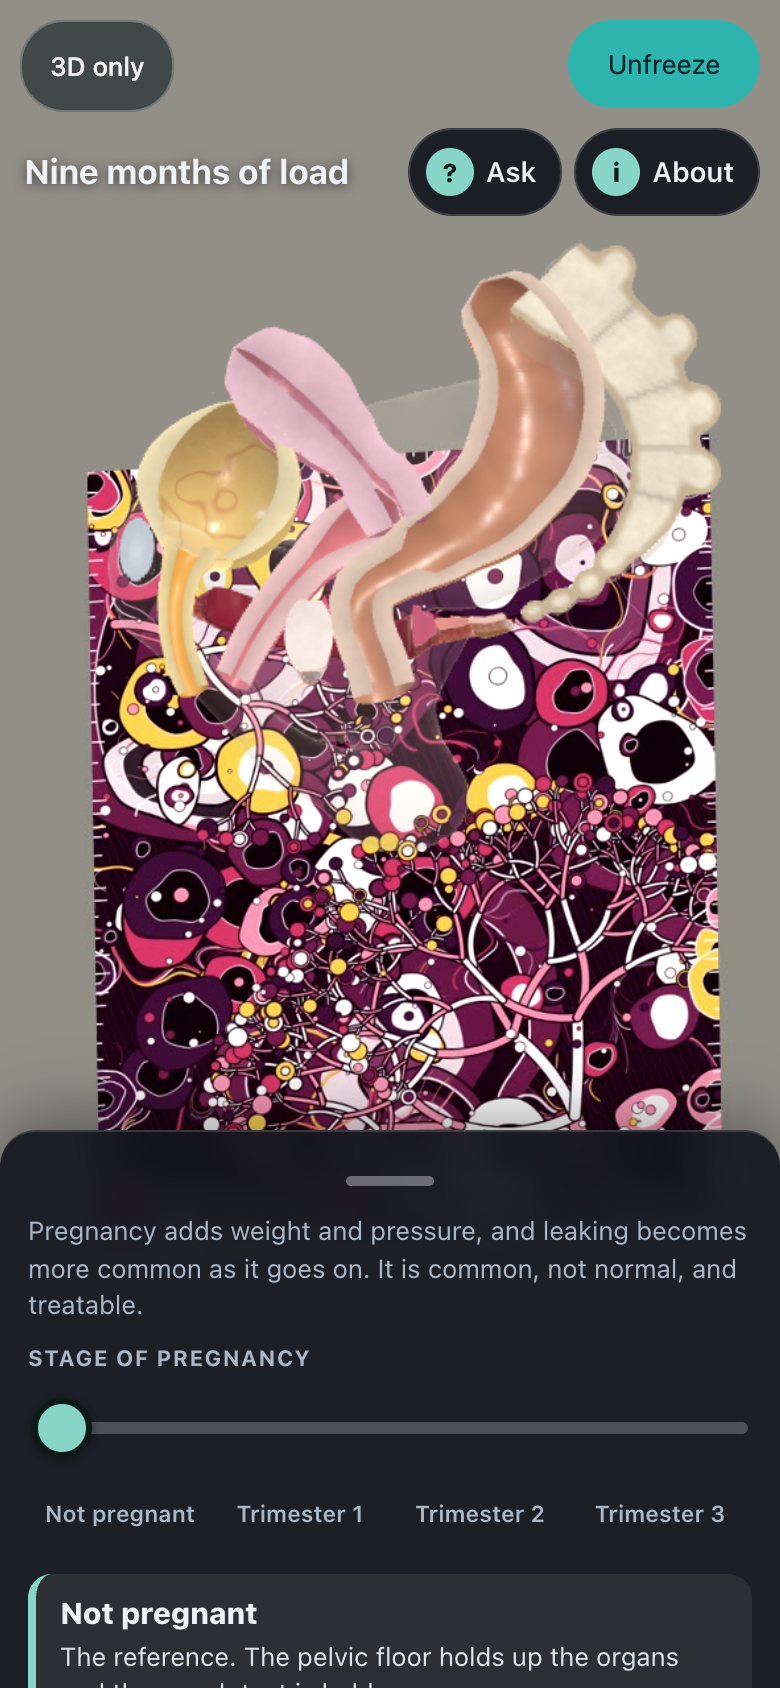 3D only
Unfreeze
Nine months of load
? Ask
i About
Pregnancy adds weight and pressure, and leaking becomes
more common as it goes on. It is common, not normal, and
treatable.
STAGE OF PREGNANCY
Not pregnant
Trimester 1
Trimester 2
Trimester 3
Not pregnant
The reference. The pelvic floor holds up the organs